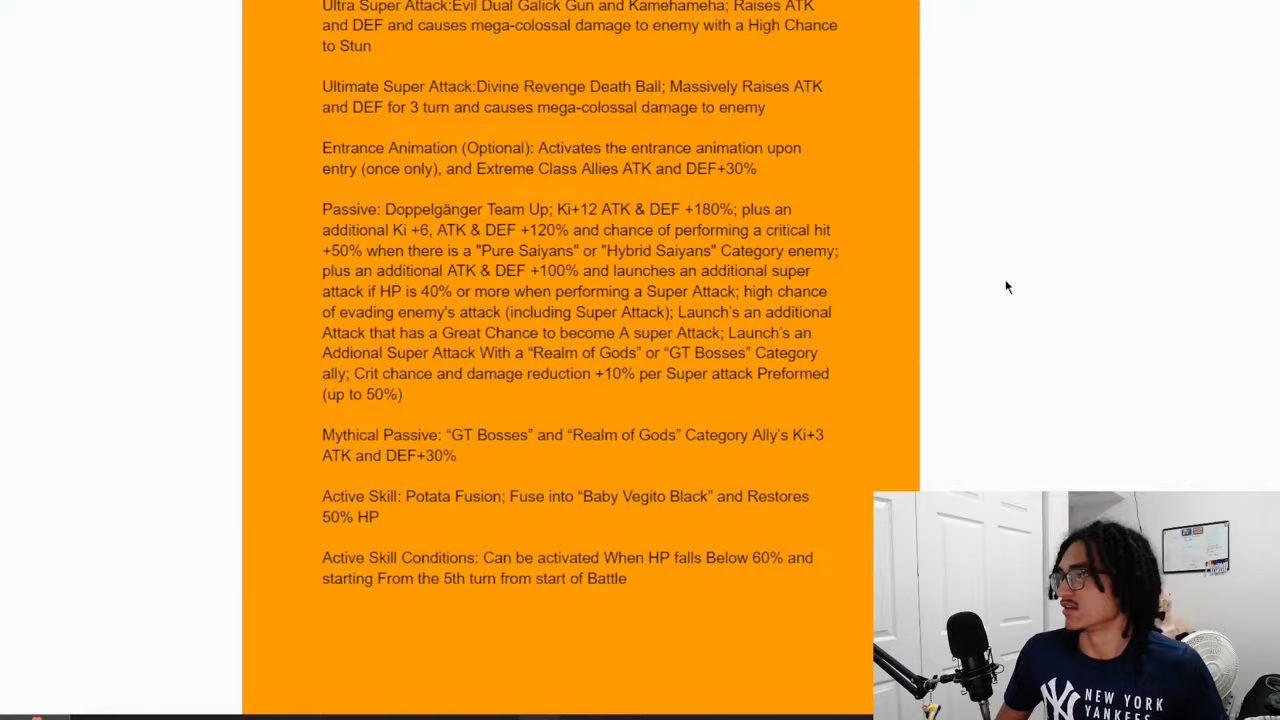 Ultra Super Attack:Evil Dual Galick Gun and Kamehameha; Raises ATK
and DEF and causes mega-colossal damage to enemy with a High Chance
to Stun
Ultimate Super Attack:Divine Revenge Death Ball; Massively Raises ATK
and DEF for 3 turn and causes mega-colossal damage to enemy
Entrance Animation (Optional): Activates the entrance animation upon
entry (once only), and Extreme Class Allies ATK and DEF+30%
Passive: Doppelgänger Team Up; Ki+12 ATK & DEF +180%; plus an
additional Ki +6, ATK & DEF +120% and chance of performing a critical hit
+50% when there is a "Pure Saiyans" or "Hybrid Saiyans" Category enemy;
plus an additional ATK & DEF +100% and launches an additional super
attack if HP is 40% or more when performing a Super Attack; high chance
of evading enemy's attack (including Super Attack); Launch's an additional
Attack that has a Great Chance to become A super Attack; Launch's an
Addional Super Attack With a “Realm of Gods” or “GT Bosses” Category
ally; Crit chance and damage reduction +10% per Super attack Preformed
(up to 50%)
Mythical Passive: “GT Bosses” and “Realm of Gods” Category Ally's Ki+3
ATK and DEF+30%
Active Skill: Potata Fusion; Fuse into “Baby Vegito Black” and Restores
50% HP
Active Skill Conditions: Can be activated When HP falls Below 60% and
starting From the 5th turn from start of Battle
NEW YORK
YANKEES